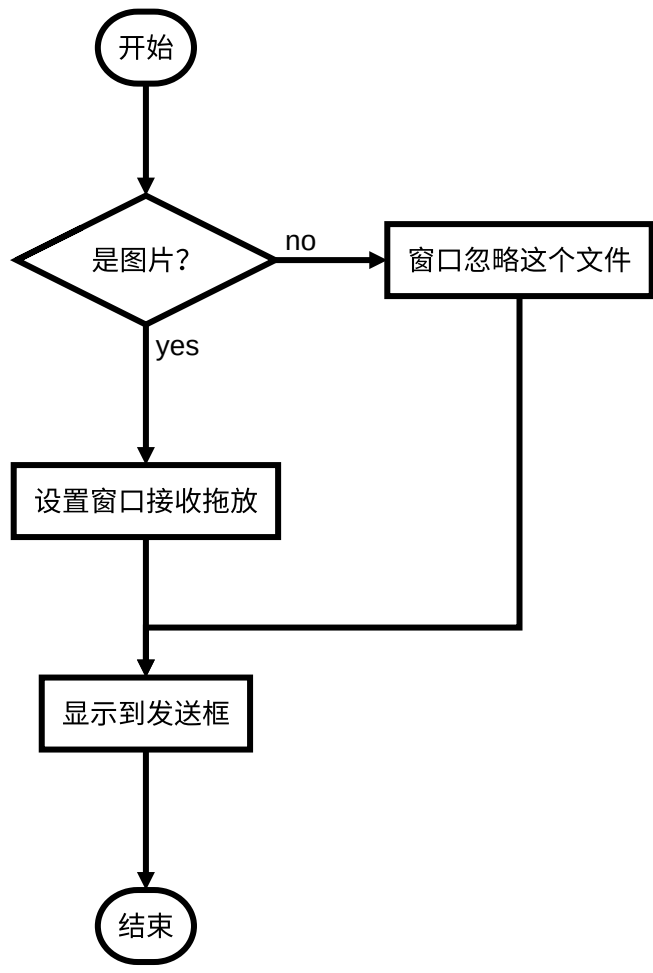 开始
是图片？
no
窗口忽略这个文件
yes
设置窗口接收拖放
显示到发送框
结束